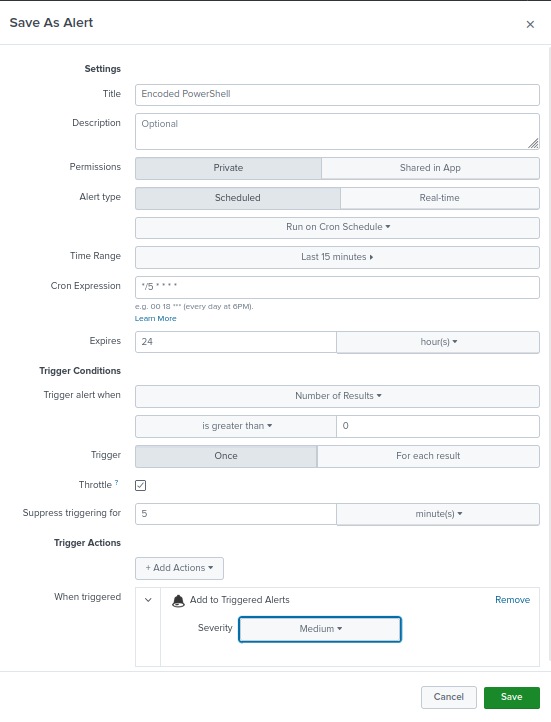 Save As Alert ×
Settings
Title Encoded PowerShell
Description Optional
Permissions Private Shared in App
Alert type Scheduled Real-time
Run on Cron Schedule
Time Range Last 15 minutes
Cron Expression */5 * * * *
e.g. 00 18 *** (every day at 6PM).
Learn More
Expires 24 hour(s)
Trigger Conditions
Trigger alert when Number of Results
is greater than 0
Trigger Once For each result
Throttle ?
Suppress triggering for 5 minute(s)
Trigger Actions
+ Add Actions
When triggered Add to Triggered Alerts Remove
Severity Medium
Cancel Save